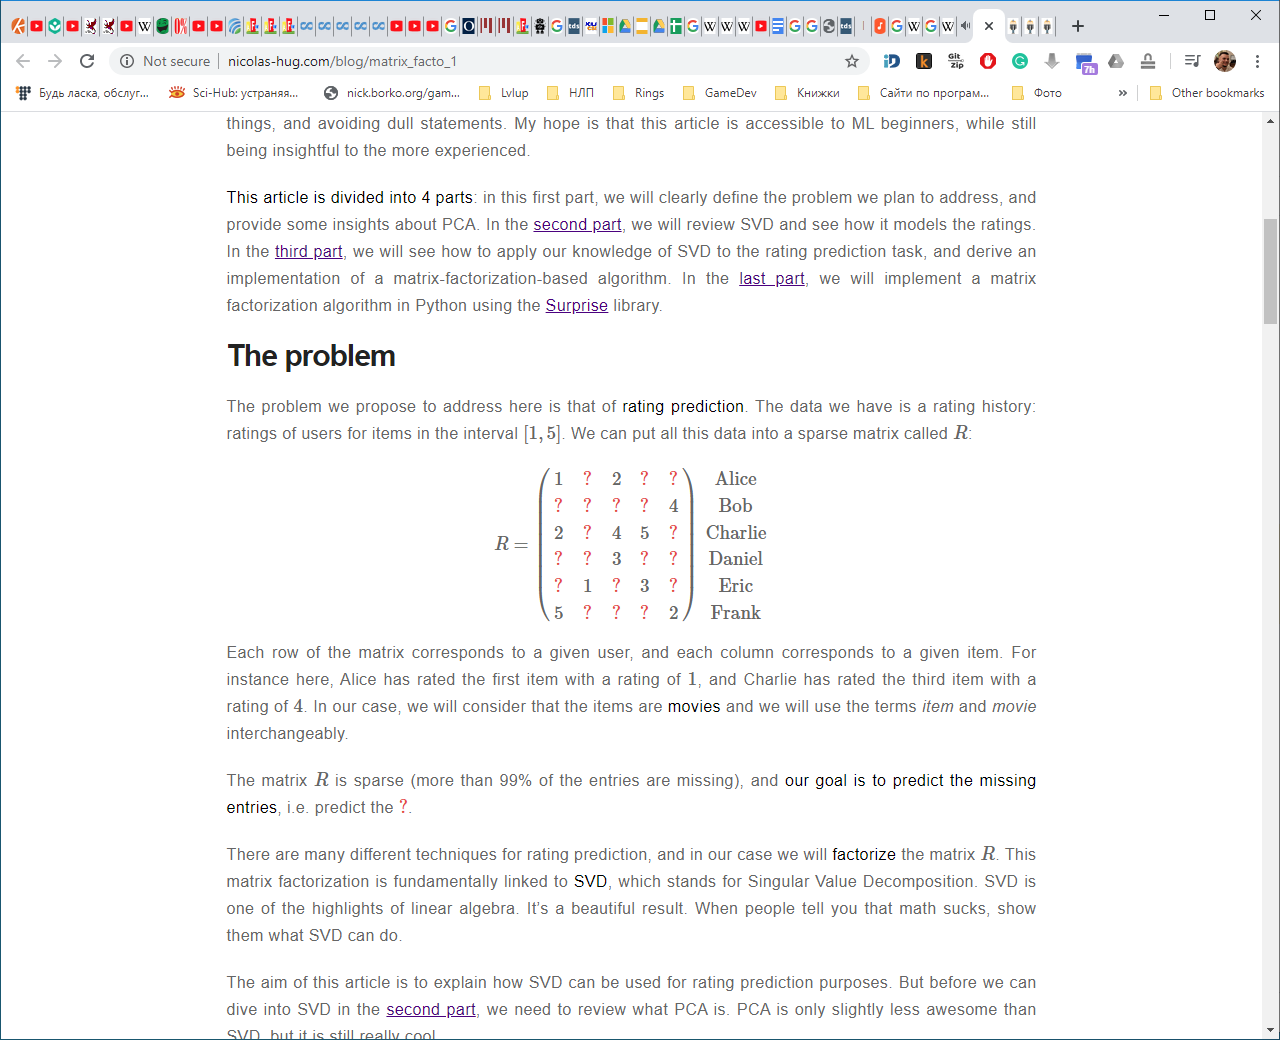 Not secure | nicolas-hug.com/blog/matrix_facto_1
Будь ласка, обслуг... Sci-Hub: устраняя... nick.borko.org/gam... Lvlup НЛП Rings GameDev Книжки Сайти по програм... Фото » Other bookmarks
things, and avoiding dull statements. My hope is that this article is accessible to ML beginners, while still
being insightful to the more experienced.
This article is divided into 4 parts: in this first part, we will clearly define the problem we plan to address, and
provide some insights about PCA. In the second part, we will review SVD and see how it models the ratings.
In the third part, we will see how to apply our knowledge of SVD to the rating prediction task, and derive an
implementation of a matrix-factorization-based algorithm. In the last part, we will implement a matrix
factorization algorithm in Python using the Surprise library.
The problem
The problem we propose to address here is that of rating prediction. The data we have is a rating history:
ratings of users for items in the interval [1, 5]. We can put all this data into a sparse matrix called R:
1 ? 2 ? ? Alice
? ? ? ? 4 Bob
2 ? 4 5 ? Charlie
R =
? ? 3 ? ? Daniel
? 1 ? 3 ? Eric
5 ? ? ? 2 Frank
Each row of the matrix corresponds to a given user, and each column corresponds to a given item. For
instance here, Alice has rated the first item with a rating of 1, and Charlie has rated the third item with a
rating of 4. In our case, we will consider that the items are movies and we will use the terms item and movie
interchangeably.
The matrix R is sparse (more than 99% of the entries are missing), and our goal is to predict the missing
entries, i.e. predict the ?.
There are many different techniques for rating prediction, and in our case we will factorize the matrix R. This
matrix factorization is fundamentally linked to SVD, which stands for Singular Value Decomposition. SVD is
one of the highlights of linear algebra. It's a beautiful result. When people tell you that math sucks, show
them what SVD can do.
The aim of this article is to explain how SVD can be used for rating prediction purposes. But before we can
dive into SVD in the second part, we need to review what PCA is. PCA is only slightly less awesome than
SVD, but it is still really cool